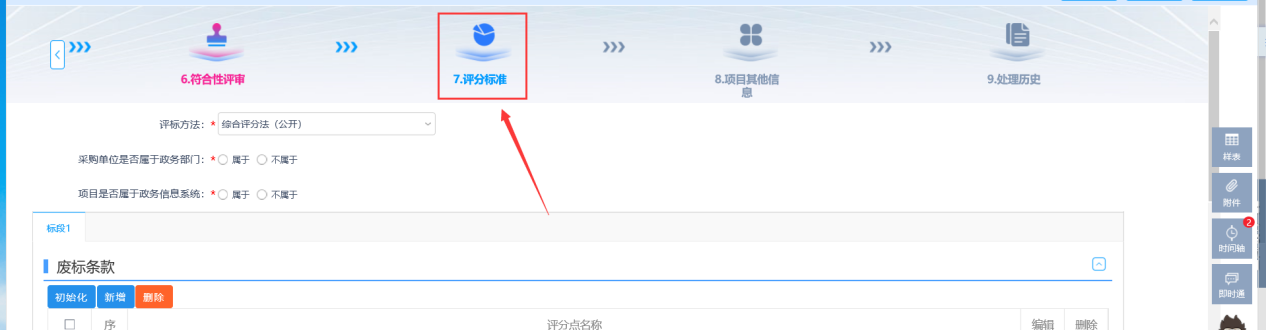 6.符合性评审
7.评分标准
8.项目其他信
息
9.处理历史
评标方法: * 综合评分法（公开）
采购单位是否属于政务部门: * 属于 不属于
项目是否属于政务信息系统: * 属于 不属于
标段1
废标条款
初始化 新增 删除
序 评分点名称 编辑 删除
样表
附件
2
时间轴
即时通